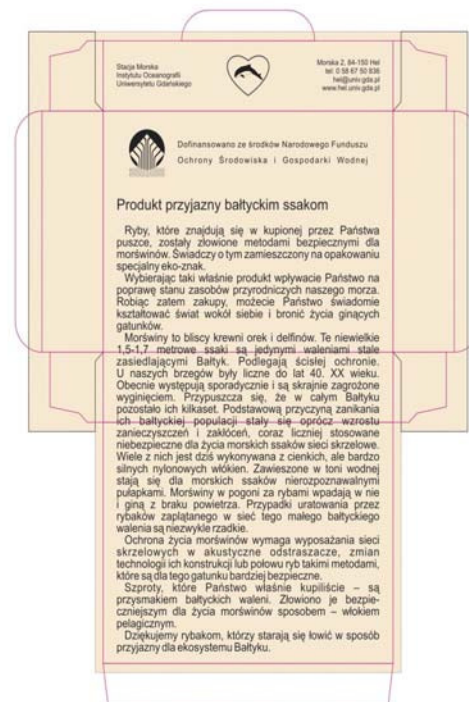 Stacja Morska
Instytutu Oceanografii
Uniwersytetu Gdańskiego
Morska 2, 84-150 Hel
tel. 0 58 67 50 836
hel@univ.gda.pl
www.hel.univ.gda.pl
Dofinansowano ze środków Narodowego Funduszu
Ochrony Środowiska i Gospodarki Wodnej
Produkt przyjazny bałtyckim ssakom
Ryby, które znajdują się w kupionej przez Państwa
puszce, zostały złowione metodami bezpiecznymi dla
morświnów. Świadczy o tym zamieszczony na opakowaniu
specjalny eko-znak.
Wybierając taki właśnie produkt wpływacie Państwo na
poprawę stanu zasobów przyrodniczych naszego morza.
Robiąc zatem zakupy, możecie Państwo świadomie
kształtować świat wokół siebie i bronić życia ginących
gatunków.
Morświny to bliscy krewni orek i delfinów. Te niewielkie
1,5-1,7 metrowe ssaki są jedynymi waleniami stale
zasiedlającymi Bałtyk. Podlegają ścisłej ochronie.
U naszych brzegów były liczne do lat 40. XX wieku.
Obecnie występują sporadycznie i są skrajnie zagrożone
wyginięciem. Przypuszcza się, że w całym Bałtyku
pozostało ich kilkaset. Podstawową przyczyną zanikania
ich bałtyckiej populacji stały się oprócz wzrostu
zanieczyszczeń i zakłóceń, coraz liczniej stosowane
niebezpieczne dla życia morskich ssaków sieci skrzelowe.
Wiele z nich jest dziś wykonywana z cienkich, ale bardzo
silnych nylonowych włókien. Zawieszone w toni wodnej
stają się dla morskich ssaków nierozpoznawalnymi
pułapkami. Morświny w pogoni za rybami wpadają w nie
i giną z braku powietrza. Przypadki uratowania przez
rybaków zaplątanego w sieć tego małego bałtyckiego
walenia są niezwykle rzadkie.
Ochrona życia morświnów wymaga wyposażania sieci
skrzelowych w akustyczne odstraszacze, zmian
technologii ich konstrukcji lub połowu ryb takimi metodami,
które są dla tego gatunku bardziej bezpieczne.
Szproty, które Państwo właśnie kupiliście – są
przysmakiem bałtyckich waleni. Złowiono je bezpie-
czniejszym dla życia morświnów sposobem – włokiem
pelagicznym.
Dziękujemy rybakom, którzy starają się łowić w sposób
przyjazny dla ekosystemu Bałtyku.